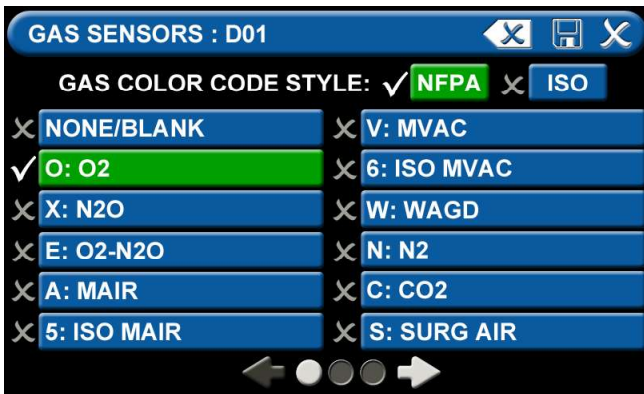 GAS SENSORS : D01
GAS COLOR CODE STYLE: NFPA ISO
NONE/BLANK
O: O2
X: N2O
E: O2-N2O
A: MAIR
5: ISO MAIR
V: MVAC
6: ISO MVAC
W: WAGD
N: N2
C: CO2
S: SURG AIR